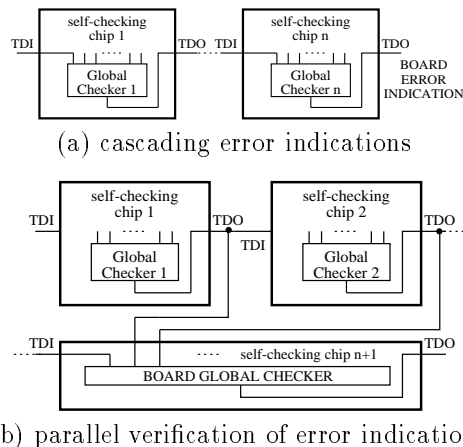 self-checking
chip 1
self-checking
chip n
TDI
TDO
TDI
TDO
Global
Checker 1
Global
Checker n
BOARD
ERROR
INDICATION
(a) cascading error indications
self-checking
chip 1
self-checking
chip 2
TDI
TDO
TDI
TDO
Global
Checker 1
Global
Checker 2
TDI
self-checking chip n+1
TDO
BOARD GLOBAL CHECKER
b) parallel verification of error indicatio